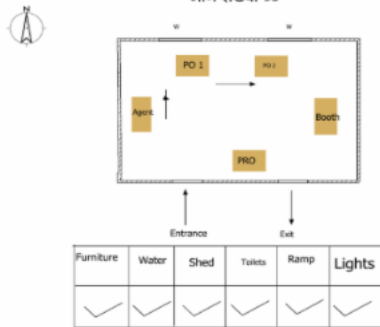 W W
PO 1 PO 2
Agent
Booth
PRO
Entrance Exit
Furniture Water Shed Toilets Ramp Lights